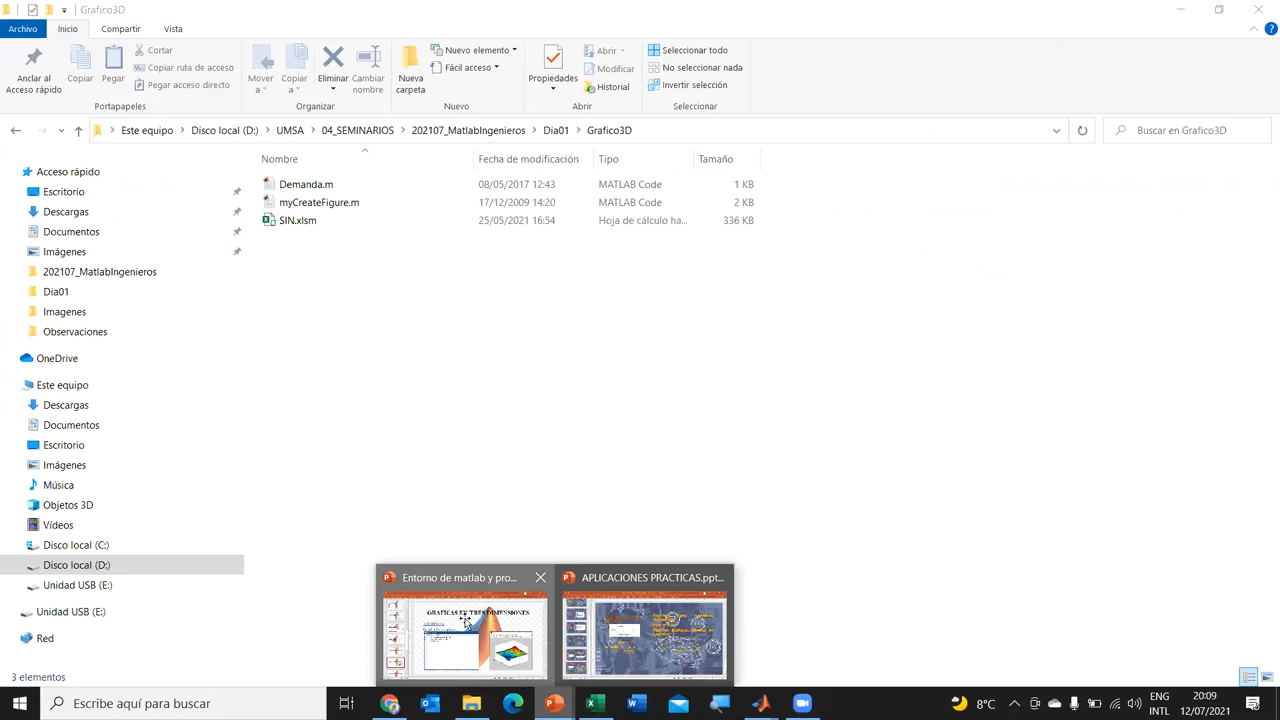 Grafico3D
Archivo Inicio Compartir Vista
Anclar al Acceso rápido
Copiar
Pegar
Cortar
Copiar ruta de acceso
Pegar acceso directo
Portapapeles
Mover a
Copiar a
Eliminar
Cambiar nombre
Organizar
Nueva carpeta
Nuevo elemento
Fácil acceso
Nuevo
Propiedades
Abrir
Modificar
Historial
Abrir
Seleccionar todo
No seleccionar nada
Invertir selección
Seleccionar
Este equipo > Disco local (D:) > UMSA > 04_SEMINARIOS > 202107_MatlabIngenieros > Dia01 > Grafico3D
Buscar en Grafico3D
Nombre Fecha de modificación Tipo Tamaño
Demanda.m 08/05/2017 12:43 MATLAB Code 1 KB
myCreateFigure.m 17/12/2009 14:20 MATLAB Code 2 KB
SIN.xlsm 25/05/2021 16:54 Hoja de cálculo ha... 336 KB
Acceso rápido
Escritorio
Descargas
Documentos
Imágenes
202107_MatlabIngenieros
Dia01
Imagenes
Observaciones
OneDrive
Este equipo
Descargas
Documentos
Escritorio
Imágenes
Música
Objetos 3D
Vídeos
Disco local (C:)
Disco local (D:)
Unidad USB (E:)
Unidad USB (E:)
Red
3 elementos
Entorno de matlab y pro...
GRAFICAS EN TRES DIMENSIONES
APLICACIONES PRACTICAS.ppt...
Escribe aquí para buscar
8°C
ENG
INTL
20:09
12/07/2021